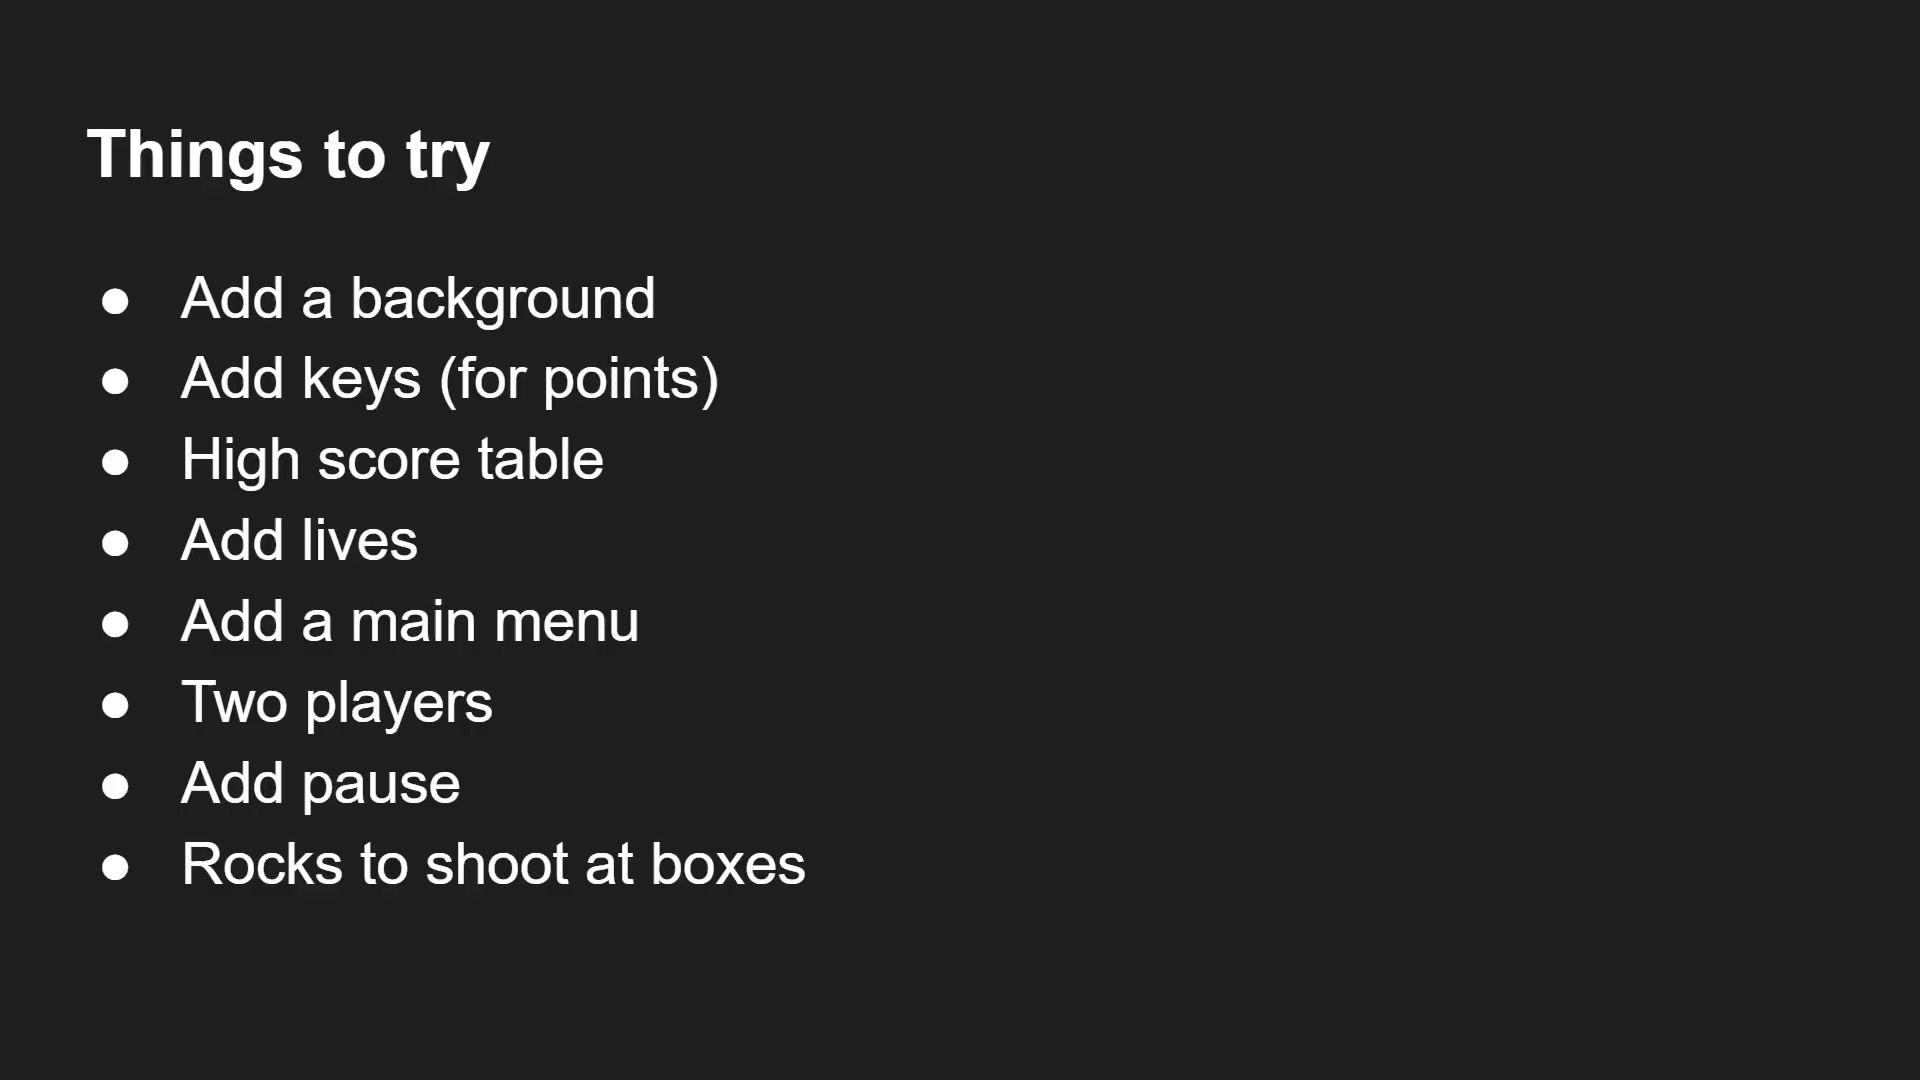 Things to try
● Add a background
● Add keys (for points)
● High score table
● Add lives
● Add a main menu
● Two players
● Add pause
● Rocks to shoot at boxes